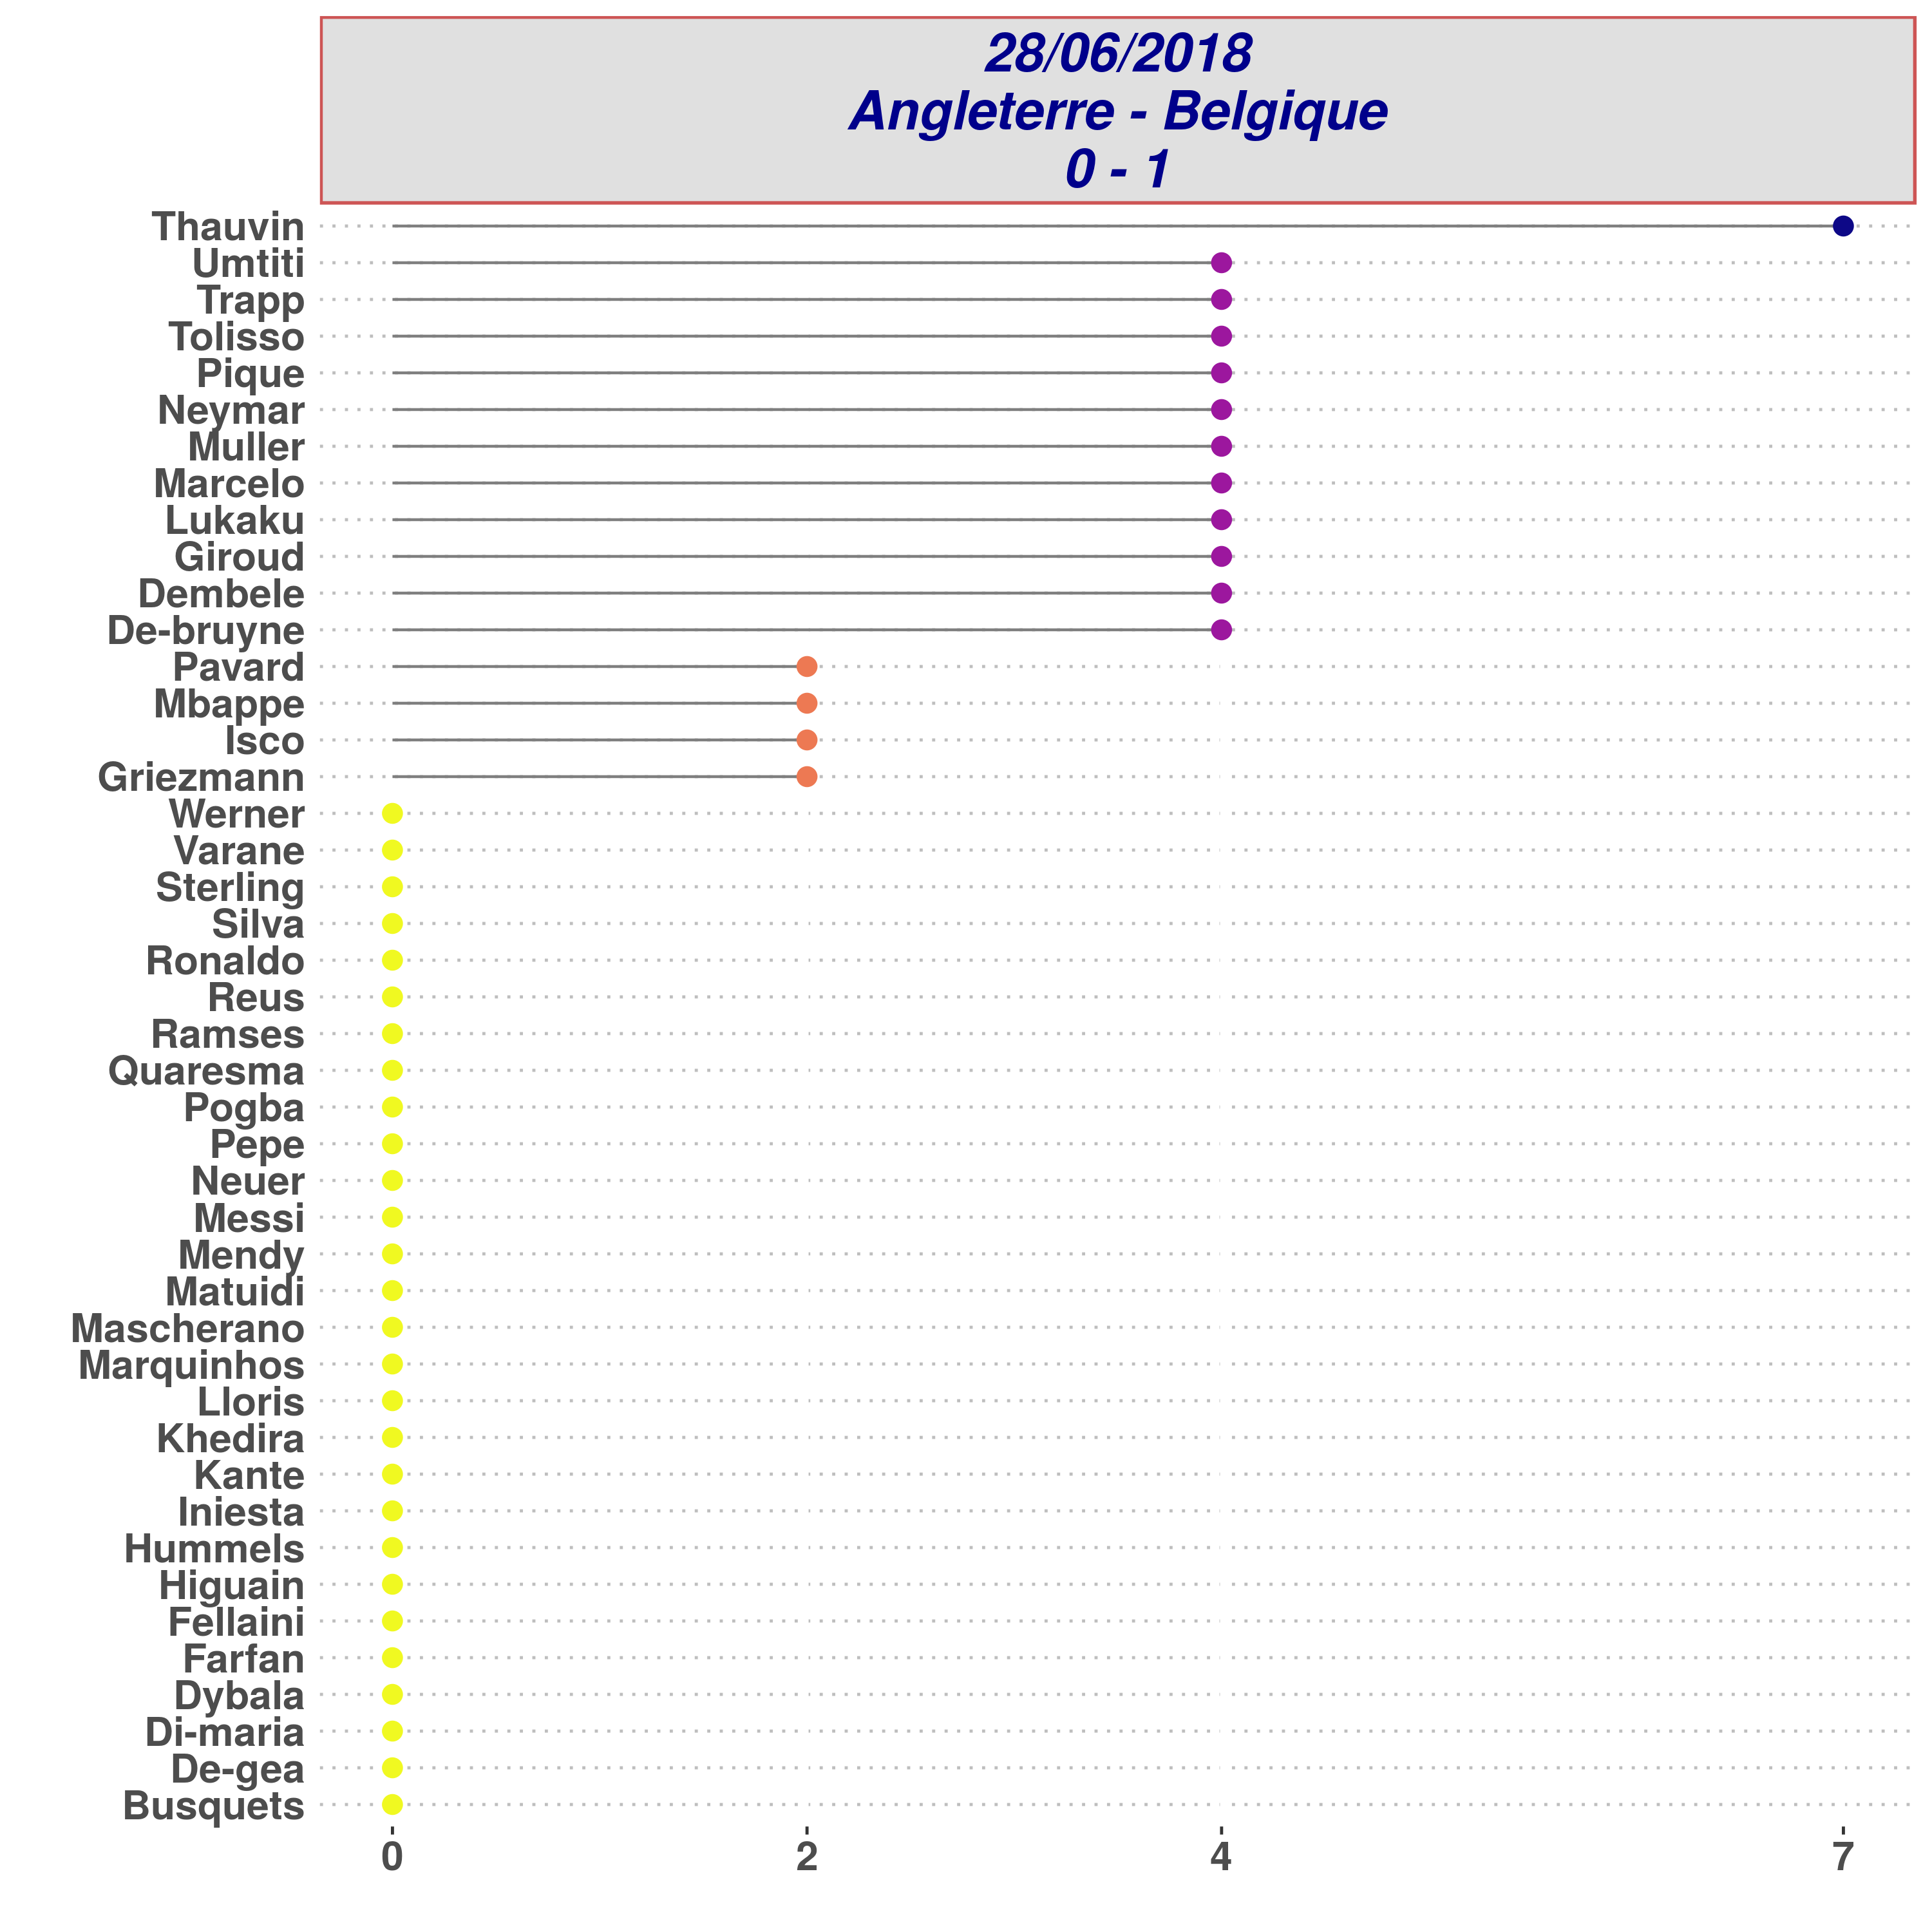 28/06/2018
Angleterre - Belgique
0 - 1
Thauvin
Umtiti
Trapp
Tolisso
Pique
Neymar
Muller
Marcelo
Lukaku
Giroud
Dembele
De-bruyne
Pavard
Mbappe
Isco
Griezmann
Werner
Varane
Sterling
Silva
Ronaldo
Reus
Ramses
Quaresma
Pogba
Pepe
Neuer
Messi
Mendy
Matuidi
Mascherano
Marquinhos
Lloris
Khedira
Kante
Iniesta
Hummels
Higuain
Fellaini
Farfan
Dybala
Di-maria
De-gea
Busquets
0 2 4 7